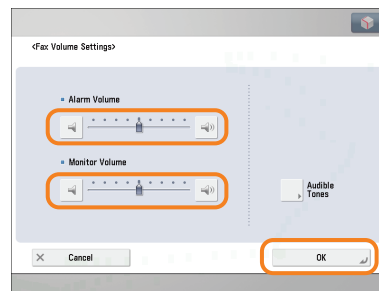 <Fax Volume Settings>
Alarm Volume
Monitor Volume
Audible
Tones
Cancel
OK